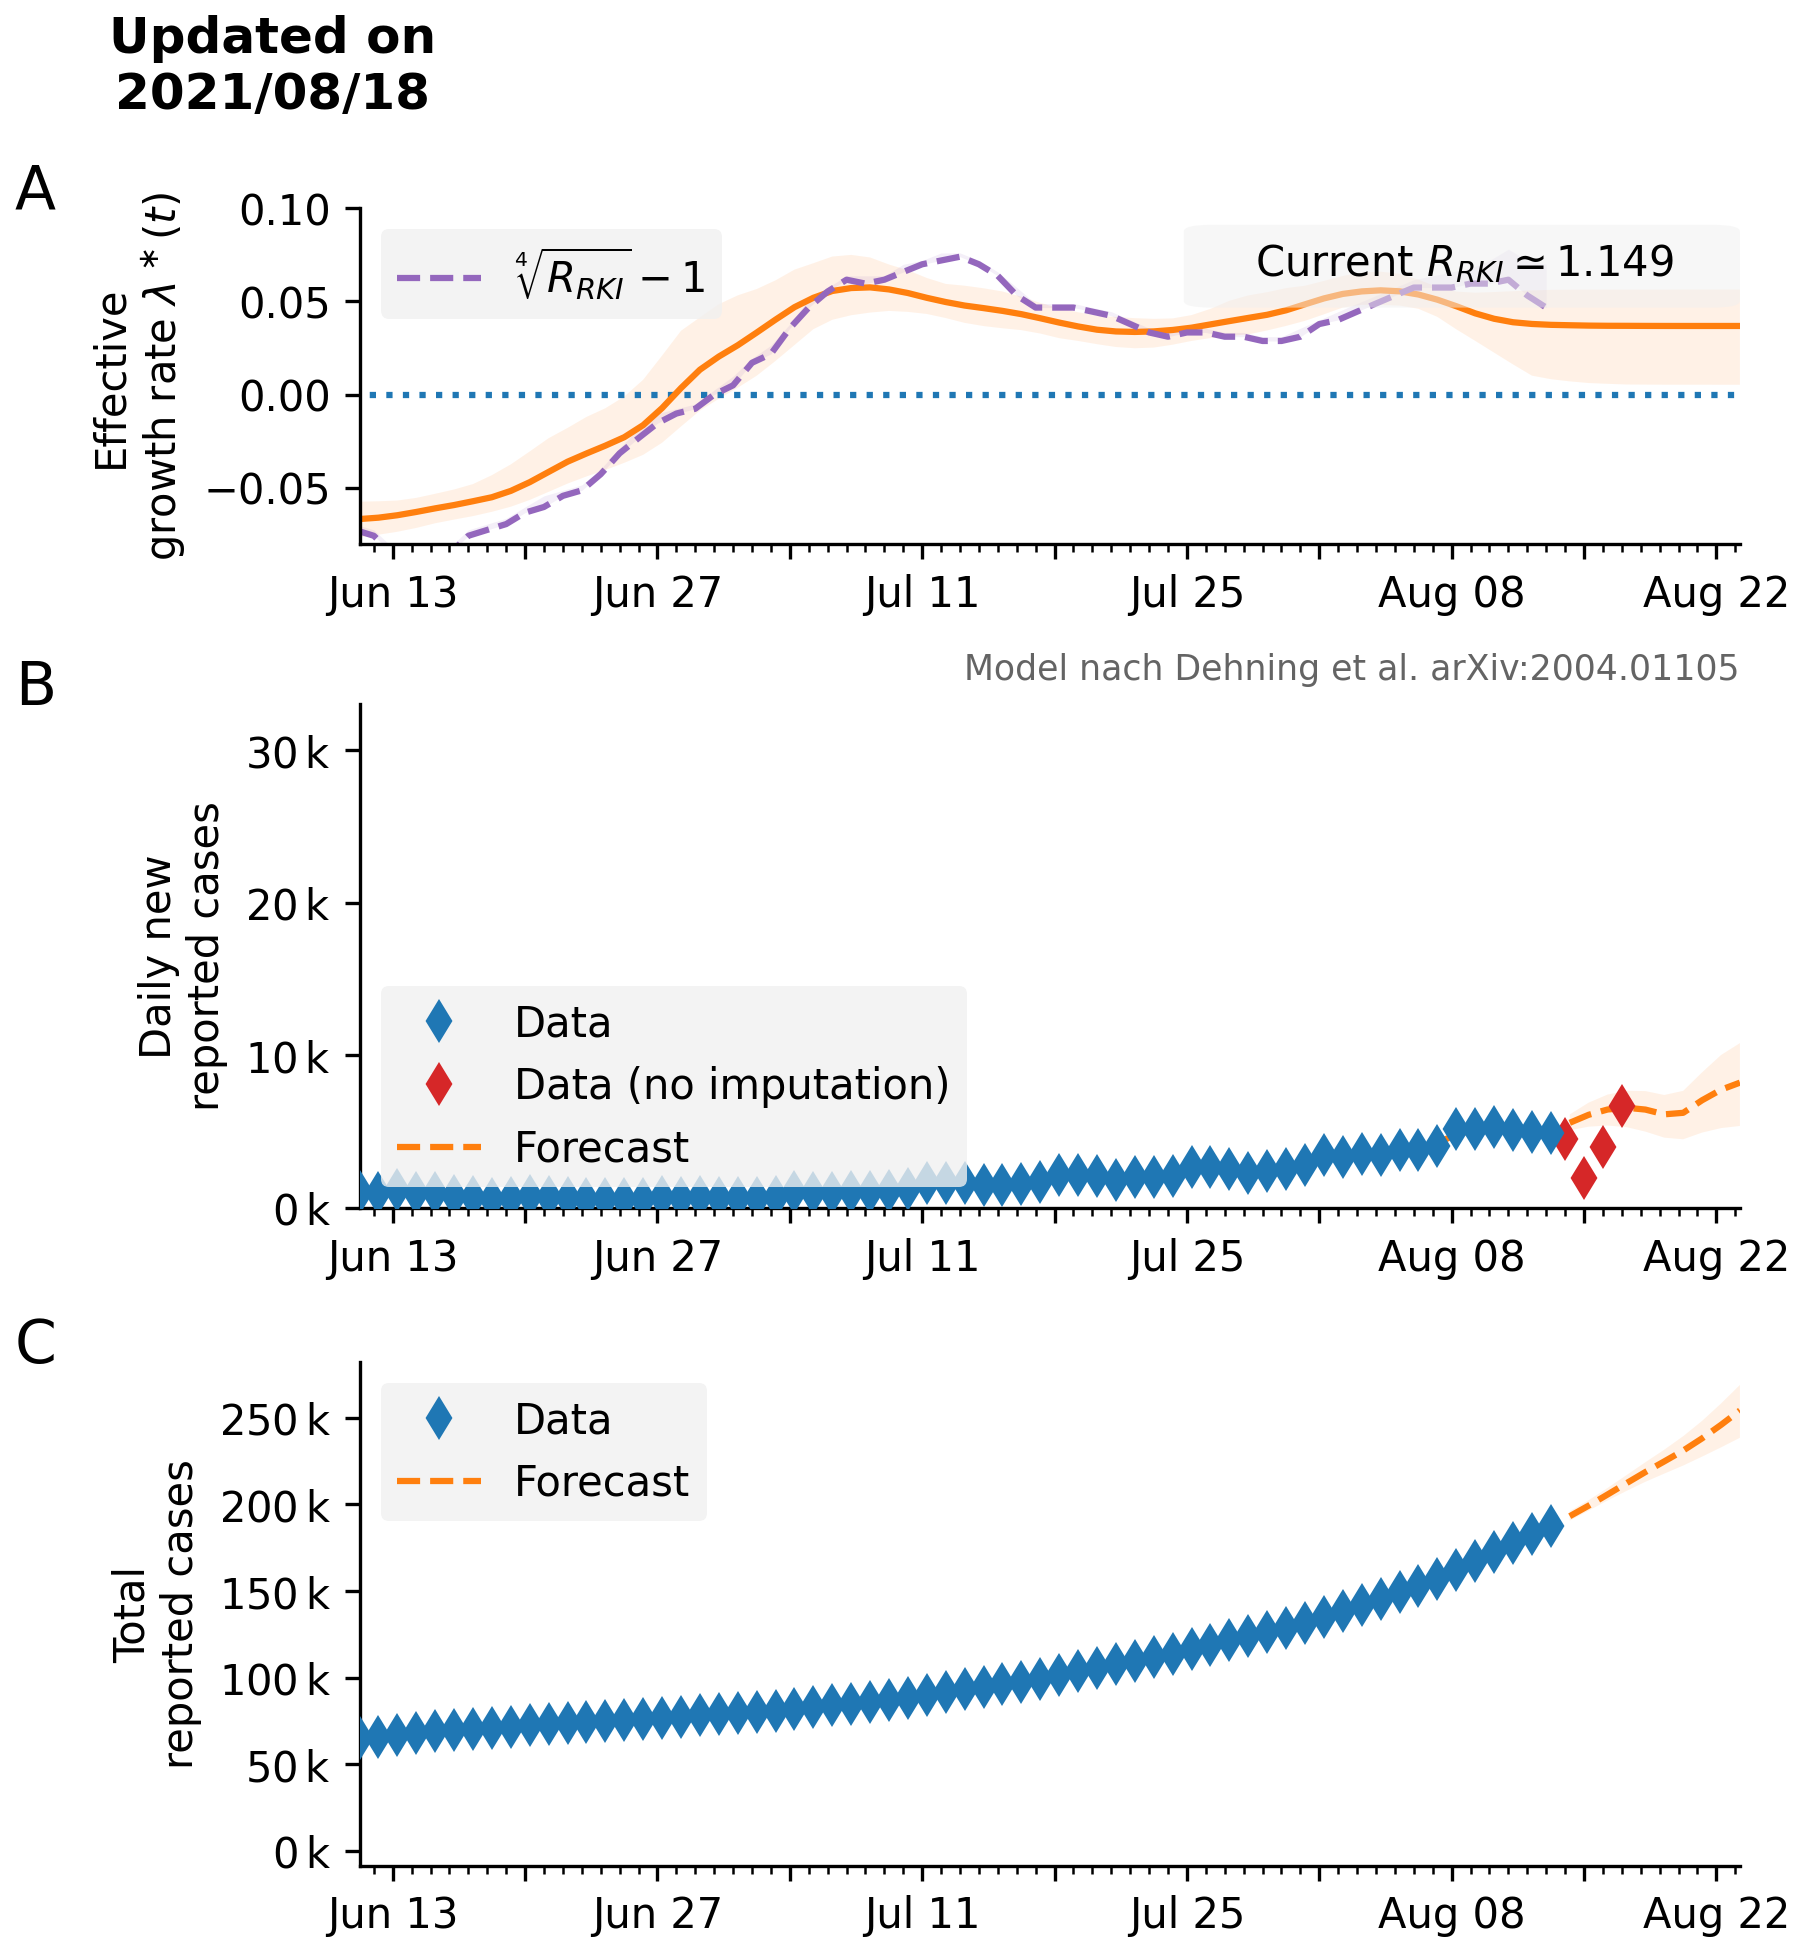 Updated on
2021/08/18
A
Effective
growth rate λ * (t)
0.10
0.05
0.00
−0.05
∜R_RKI − 1
Current R_RKI ≃ 1.149
Jun 13 Jun 27 Jul 11 Jul 25 Aug 08 Aug 22
Model nach Dehning et al. arXiv:2004.01105
B
Daily new
reported cases
30 k
20 k
10 k
0 k
Data
Data (no imputation)
Forecast
Jun 13 Jun 27 Jul 11 Jul 25 Aug 08 Aug 22
C
Total
reported cases
250 k
200 k
150 k
100 k
50 k
0 k
Data
Forecast
Jun 13 Jun 27 Jul 11 Jul 25 Aug 08 Aug 22